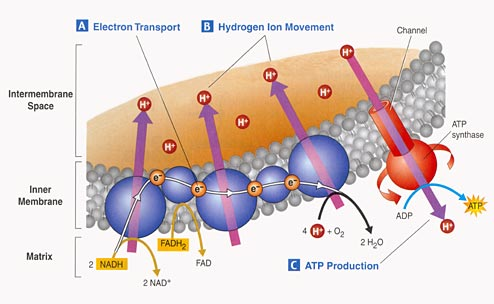 A Electron Transport
B Hydrogen Ion Movement
Channel
Intermembrane
Space
H+
H+
H+
H+
H+
H+
H+
ATP
synthase
Inner
Membrane
e-
e-
e-
e-
ADP
ATP
H+
Matrix
2 NADH
2 NAD+
FADH2
FAD
4 H+ + O2
2 H2O
C ATP Production